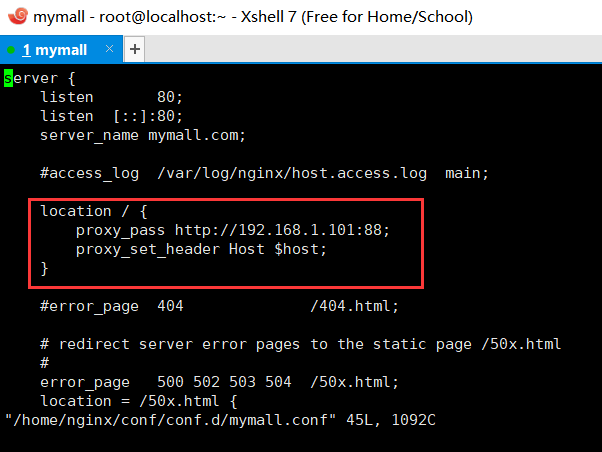 mymall - root@localhost:~ - Xshell 7 (Free for Home/School)
1 mymall × +
server {
    listen       80;
    listen  [::]:80;
    server_name mymall.com;
    #access_log  /var/log/nginx/host.access.log  main;
    location / {
        proxy_pass http://192.168.1.101:88;
        proxy_set_header Host $host;
    }
    #error_page  404              /404.html;
    # redirect server error pages to the static page /50x.html
    #
    error_page   500 502 503 504  /50x.html;
    location = /50x.html {
"/home/nginx/conf/conf.d/mymall.conf" 45L, 1092C